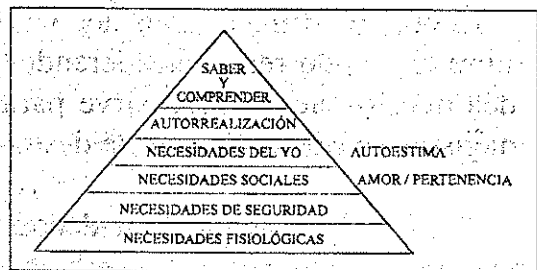 SABER
Y
COMPRENDER
AUTORREALIZACIÓN
NECESIDADES DEL YO AUTOESTIMA
NECESIDADES SOCIALES AMOR / PERTENENCIA
NECESIDADES DE SEGURIDAD
NECESIDADES FISIOLÓGICAS